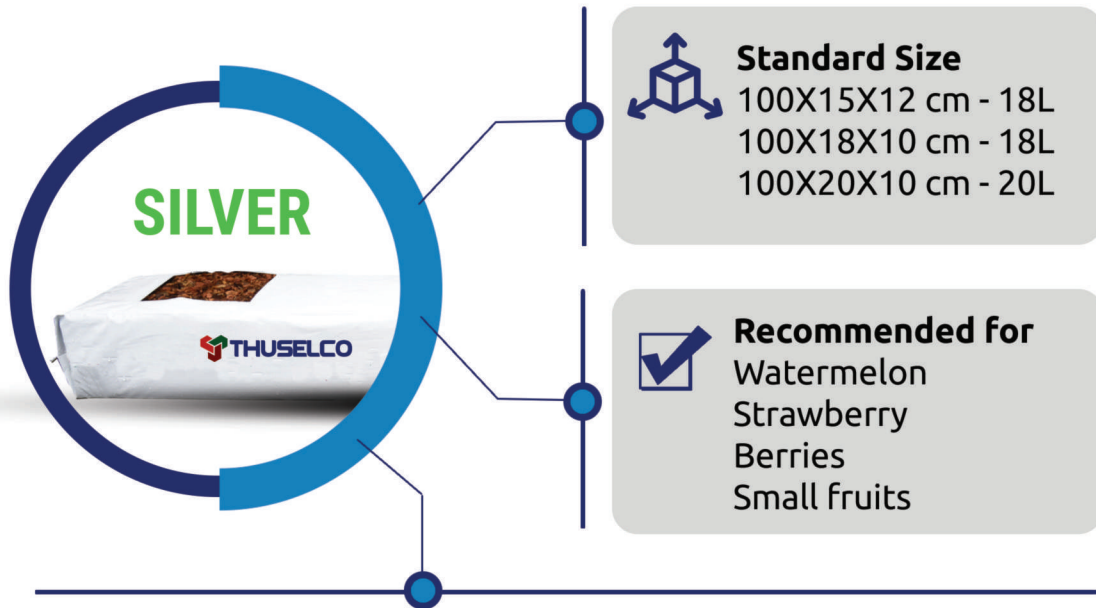 SILVER
THUSELCO
Standard Size
100X15X12 cm - 18L
100X18X10 cm - 18L
100X20X10 cm - 20L
Recommended for
Watermelon
Strawberry
Berries
Small fruits